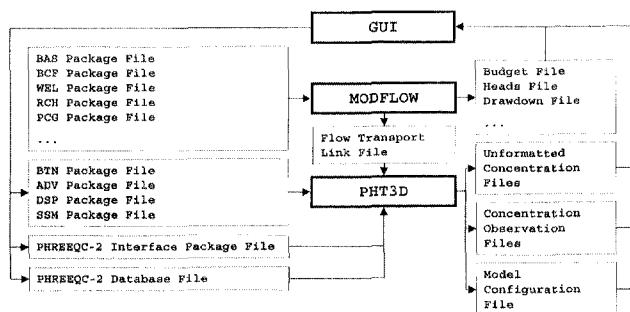 GUI
BAS Package File
BCF Package File
WEL Package File
RCH Package File
PCG Package File
...
MODFLOW
Budget File
Heads File
Drawdown File
...
Flow Transport
Link File
BTN Package File
ADV Package File
DSP Package File
SSM Package File
PHT3D
Unformatted
Concentration
Files
PHREEQC-2 Interface Package File
Concentration
Observation
Files
PHREEQC-2 Database File
Model
Configuration
File